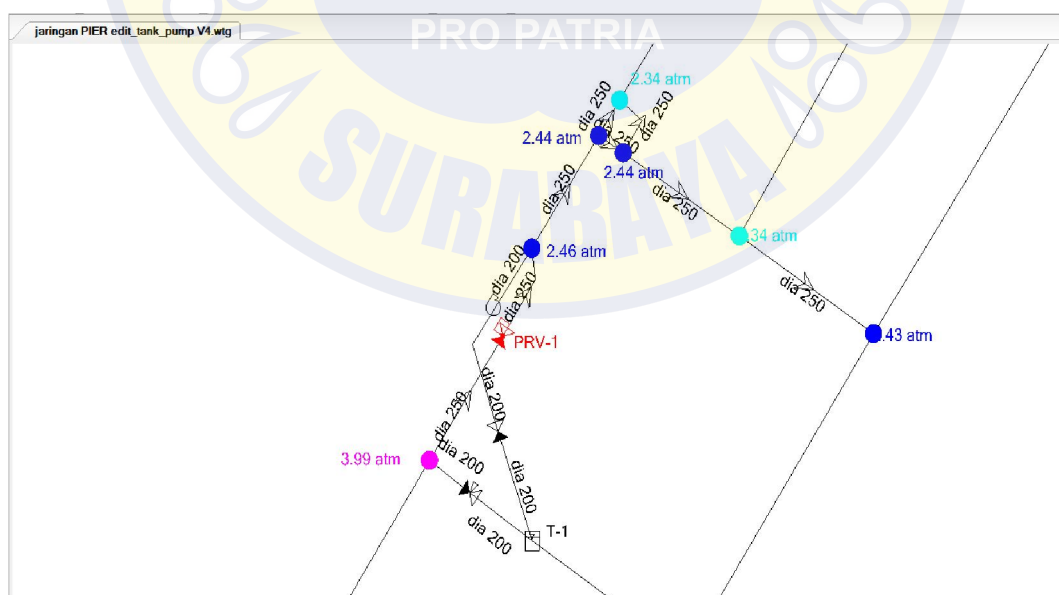 jaringan PIER edit_tank_pump V4.wtg
PRO PATRIA
SURABAYA
2.34 atm
dia 250
dia 250
2.44 atm
2.44 atm
dia 250
dia 250
.34 atm
2.46 atm
dia 200
dia 250
dia 250
.43 atm
PRV-1
dia 200
dia 250
dia 200
3.99 atm
dia 200
dia 200
T-1